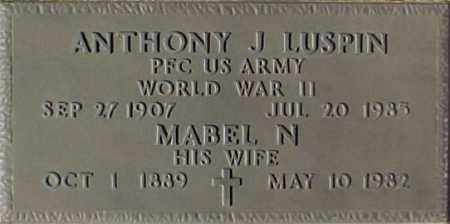 ANTHONY J LUSPIN
PFC US ARMY
WORLD WAR II
SEP 27 1907 JUL 20 1985
MABEL N
HIS WIFE
OCT 1 1889 MAY 10 1982